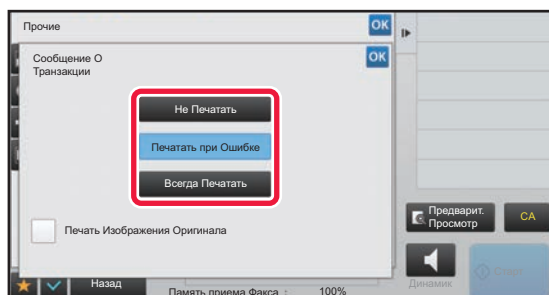 Прочие
OK
Сообщение О
Транзакции
OK
Не Печатать
Печатать при Ошибке
Всегда Печатать
Печать Изображения Оригинала
Предварит.
Просмотр
CA
Назад
Память приема Факса :
100%
Динамик
Старт